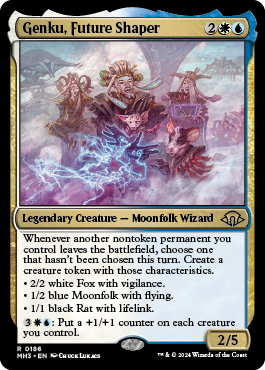 Genku, Future Shaper 2
Legendary Creature — Moonfolk Wizard
Whenever another nontoken permanent you
control leaves the battlefield, choose one
that hasn't been chosen this turn. Create a
creature token with those characteristics.
• 2/2 white Fox with vigilance.
• 1/2 blue Moonfolk with flying.
• 1/1 black Rat with lifelink.
3: Put a +1/+1 counter on each creature
you control.
2/5
R 0186
MH3 • EN Chuck Lukacs
™ & © 2024 Wizards of the Coast